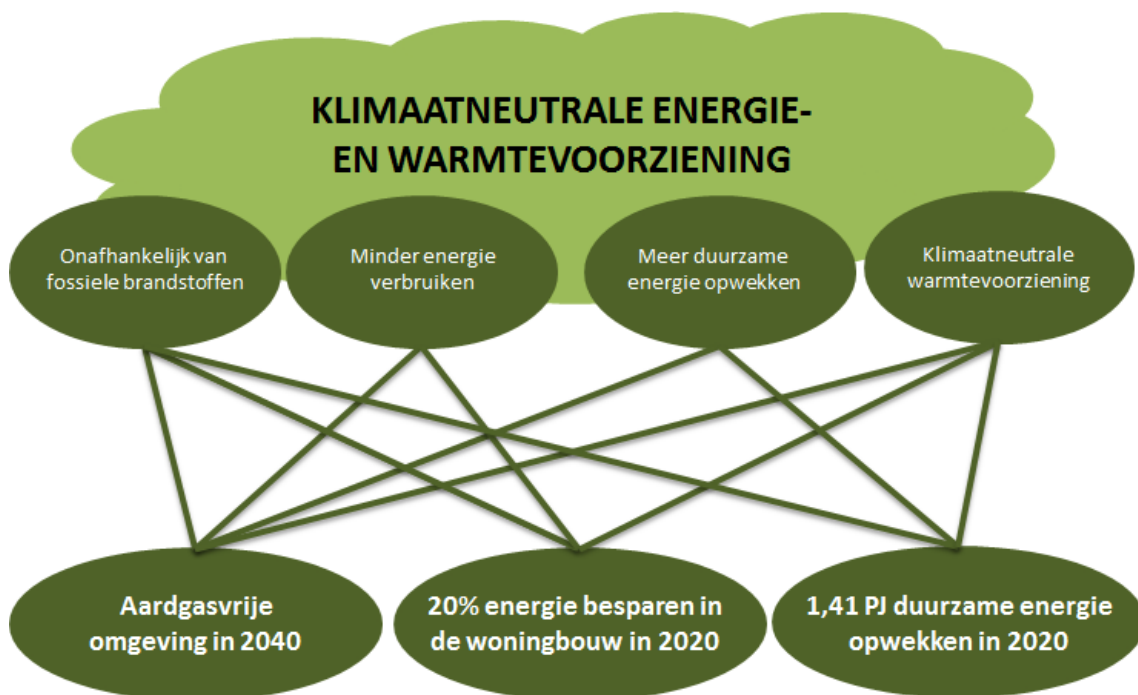 KLIMAATNEUTRALE ENERGIE-
EN WARMTEVOORZIENING
Onafhankelijk van
fossiele brandstoffen
Minder energie
verbruiken
Meer duurzame
energie opwekken
Klimaatneutrale
warmtevoorziening
Aardgasvrije
omgeving in 2040
20% energie besparen in
de woningbouw in 2020
1,41 PJ duurzame energie
opwekken in 2020